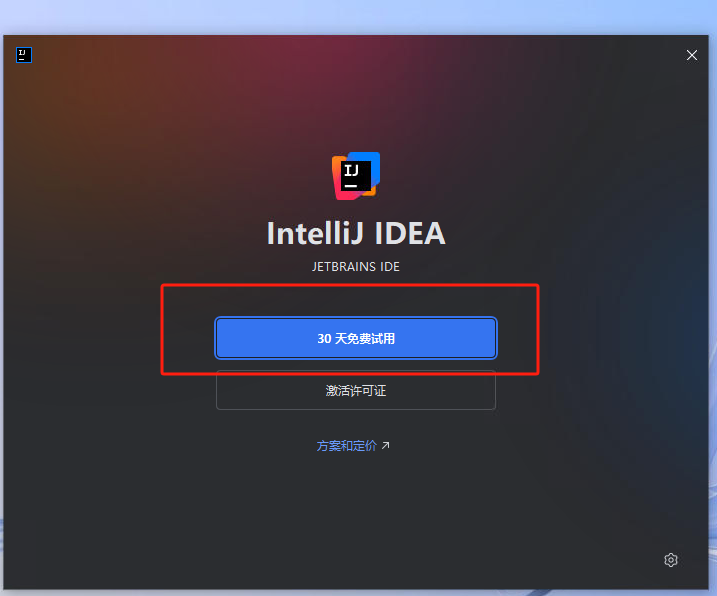 IJ
IJ
IntelliJ IDEA
JETBRAINS IDE
30 天免费试用
激活许可证
方案和定价